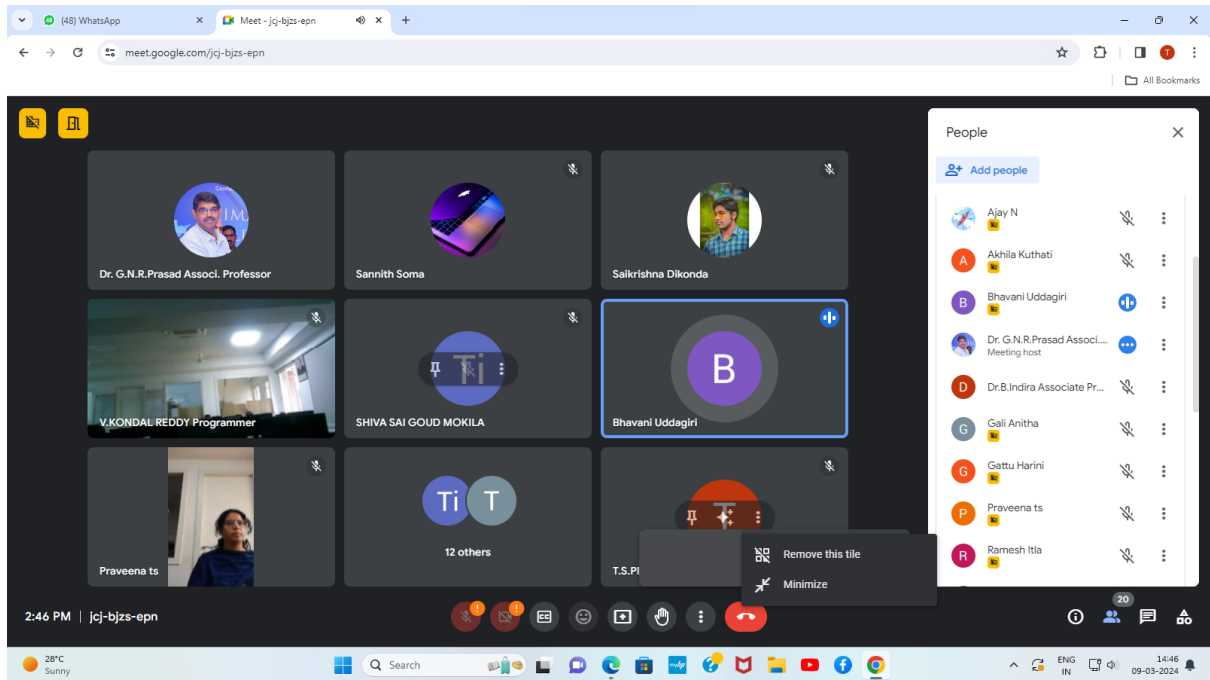 (48) WhatsApp
Meet - jcj-bjzs-epn
meet.google.com/jcj-bjzs-epn
T
All Bookmarks
Dr. G.N.R.Prasad Associ. Professor
Sannith Soma
Saikrishna Dikonda
V.KONDAL REDDY Programmer
Ti
SHIVA SAI GOUD MOKILA
B
Bhavani Uddagiri
Praveena ts
Ti T
12 others
T.S.P
Remove this tile
Minimize
People
Add people
Ajay N
A Akhila Kuthati
B Bhavani Uddagiri
Dr. G.N.R.Prasad Associ....
Meeting host
D Dr.B.Indira Associate Pr...
G Gali Anitha
G Gattu Harini
P Praveena ts
R Ramesh Itla
2:46 PM | jcj-bjzs-epn
20
28°C
Sunny
Search
ENG
IN
14:46
09-03-2024